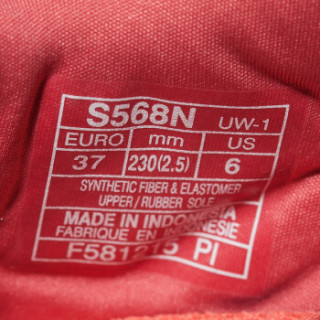 S568N UW-1
EURO mm US
37 230(2.5) 6
SYNTHETIC FIBER & ELASTOMER
UPPER/ RUBBER SOLE
MADE IN INDONESIA
FABRIQUE EN INDONESIE
F581215 PI